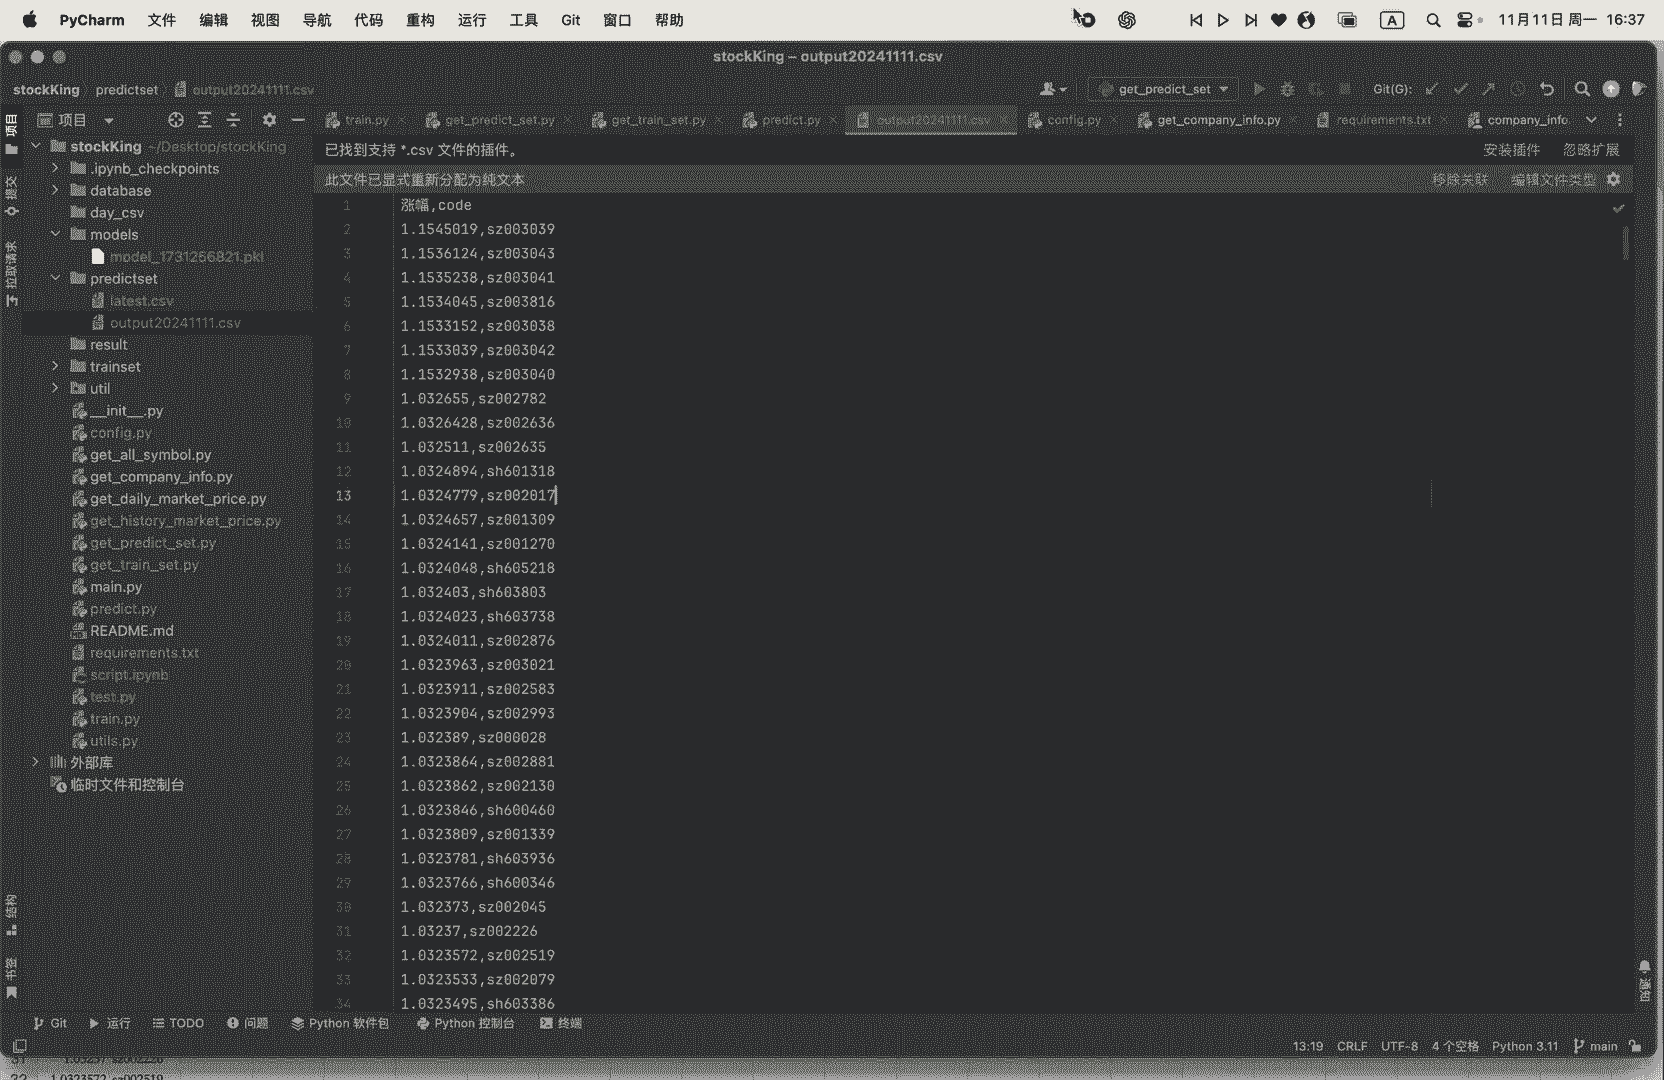 PyCharm 文件 编辑 视图 导航 代码 重构 运行 工具 Git 窗口 帮助 A 11月11日 周一 16:37
stockKing – output20241111.csv
stockKing predictset output20241111.csv get_predict_set Git(G):
项目 train.py get_predict_set.py get_train_set.py predict.py output20241111.csv config.py get_company_info.py requirements.txt company_info
项目
提交
拉取请求
结构
书签
stockKing ~/Desktop/stockKing
.ipynb_checkpoints
database
day_csv
models
model_1731256821.pkl
predictset
latest.csv
output20241111.csv
result
trainset
util
__init__.py
config.py
get_all_symbol.py
get_company_info.py
get_daily_market_price.py
get_history_market_price.py
get_predict_set.py
get_train_set.py
main.py
predict.py
README.md
requirements.txt
script.ipynb
test.py
train.py
utils.py
外部库
临时文件和控制台
已找到支持 *.csv 文件的插件。 安装插件 忽略扩展
此文件已显式重新分配为纯文本 移除关联 编辑文件类型
1 涨幅,code
2 1.1545019,sz003039
3 1.1536124,sz003043
4 1.1535238,sz003041
5 1.1534045,sz003816
6 1.1533152,sz003038
7 1.1533039,sz003042
8 1.1532938,sz003040
9 1.032655,sz002782
10 1.0326428,sz002636
11 1.032511,sz002635
12 1.0324894,sh601318
13 1.0324779,sz002017
14 1.0324657,sz001309
15 1.0324141,sz001270
16 1.0324048,sh605218
17 1.032403,sh603803
18 1.0324023,sh603738
19 1.0324011,sz002876
20 1.0323963,sz003021
21 1.0323911,sz002583
22 1.0323904,sz002993
23 1.032389,sz000028
24 1.0323864,sz002881
25 1.0323862,sz002130
26 1.0323846,sh600460
27 1.0323809,sz001339
28 1.0323781,sh603936
29 1.0323766,sh600346
30 1.032373,sz002045
31 1.03237,sz002226
32 1.0323572,sz002519
33 1.0323533,sz002079
34 1.0323495,sh603386
通知
Git 运行 TODO 问题 Python 软件包 Python 控制台 终端
13:19 CRLF UTF-8 4 个空格 Python 3.11 main